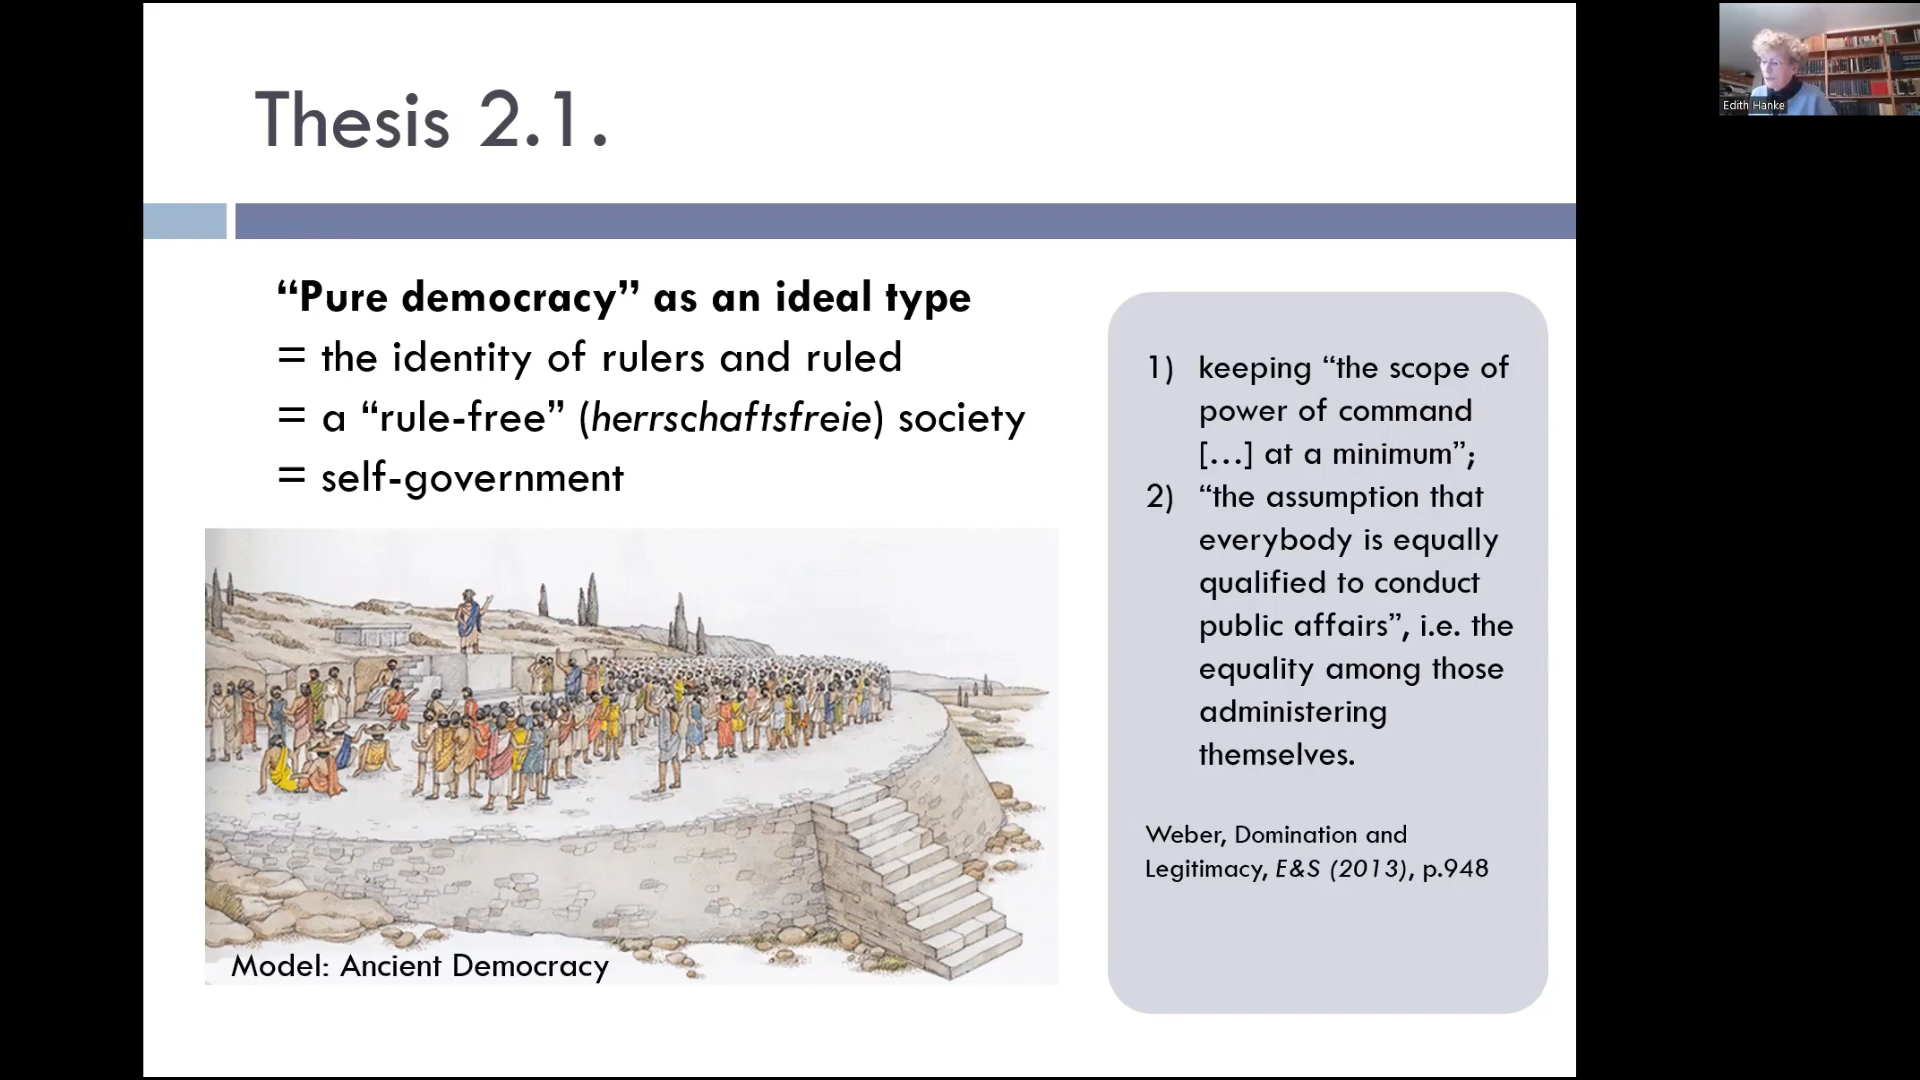 Thesis 2.1.
“Pure democracy” as an ideal type
= the identity of rulers and ruled
= a “rule-free” (herrschaftsfreie) society
= self-government
Model: Ancient Democracy
1) keeping “the scope of
power of command
[…] at a minimum”;
2) “the assumption that
everybody is equally
qualified to conduct
public affairs”, i.e. the
equality among those
administering
themselves.
Weber, Domination and
Legitimacy, E&S (2013), p.948
Edith Hanke